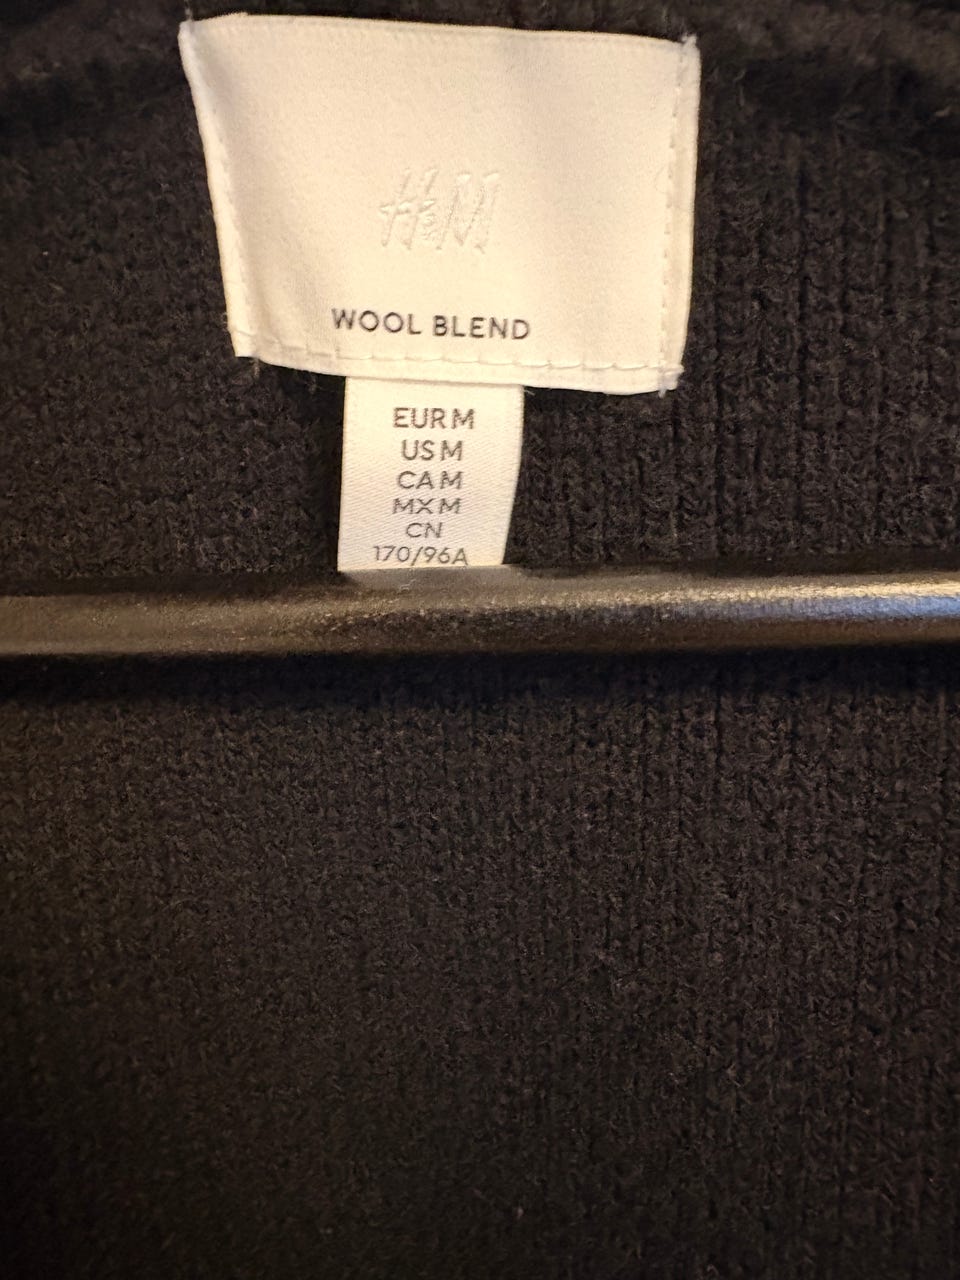 H&M
WOOL BLEND
EUR M
US M
CA M
MX M
CN
170/96A